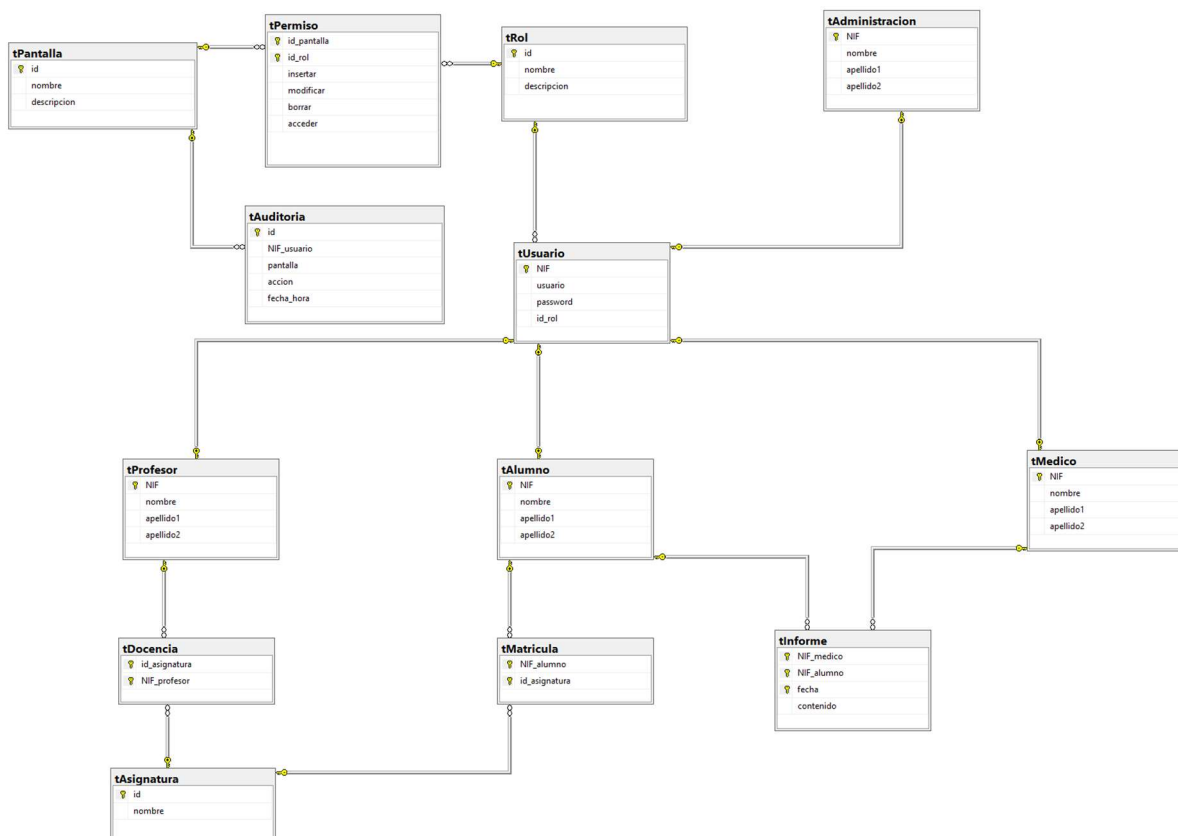 tPantalla
id
nombre
descripcion
tPermiso
id_pantalla
id_rol
insertar
modificar
borrar
acceder
tRol
id
nombre
descripcion
tAdministracion
NIF
nombre
apellido1
apellido2
tAuditoria
id
NIF_usuario
pantalla
accion
fecha_hora
tUsuario
NIF
usuario
password
id_rol
tProfesor
NIF
nombre
apellido1
apellido2
tAlumno
NIF
nombre
apellido1
apellido2
tMedico
NIF
nombre
apellido1
apellido2
tDocencia
id_asignatura
NIF_profesor
tMatricula
NIF_alumno
id_asignatura
tInforme
NIF_medico
NIF_alumno
fecha
contenido
tAsignatura
id
nombre